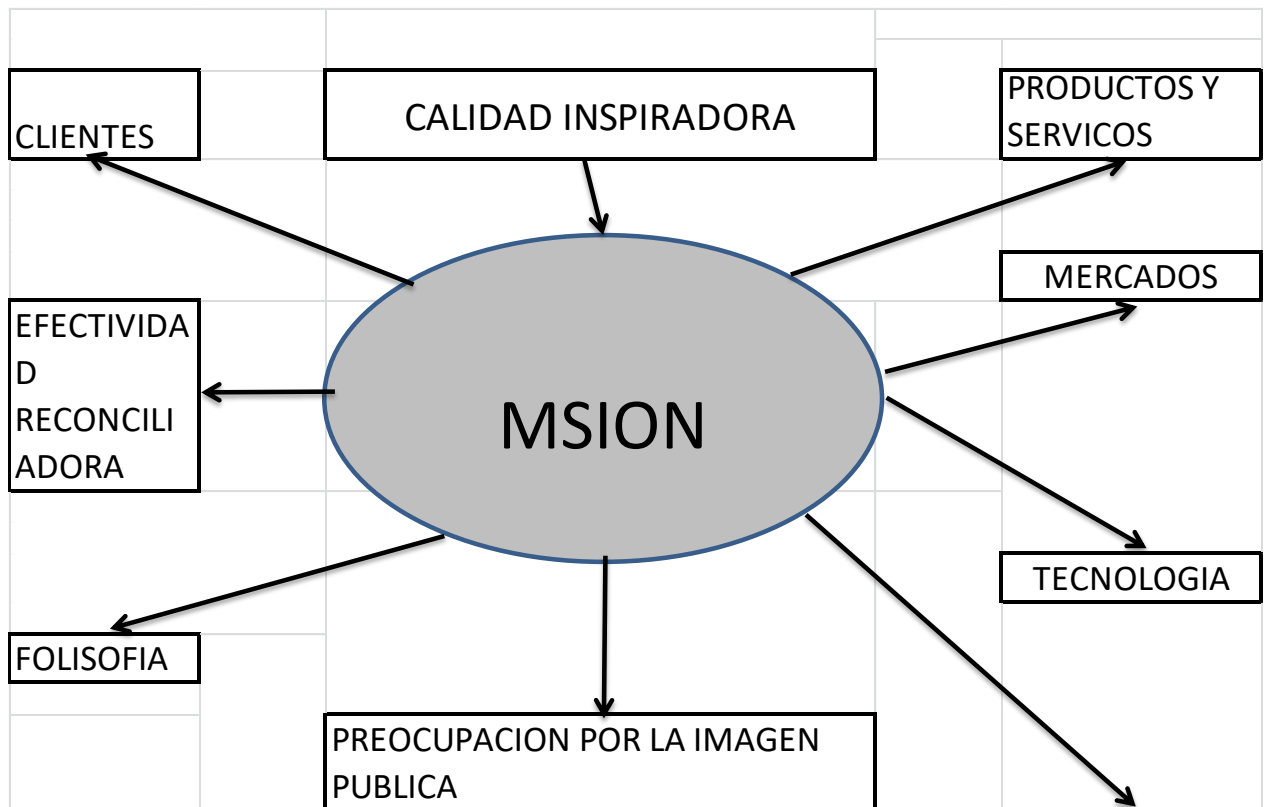 CLIENTES
CALIDAD INSPIRADORA
PRODUCTOS Y
SERVICOS
MERCADOS
EFECTIVIDA
D
RECONCILI
ADORA
MSION
TECNOLOGIA
FOLISOFIA
PREOCUPACION POR LA IMAGEN
PUBLICA